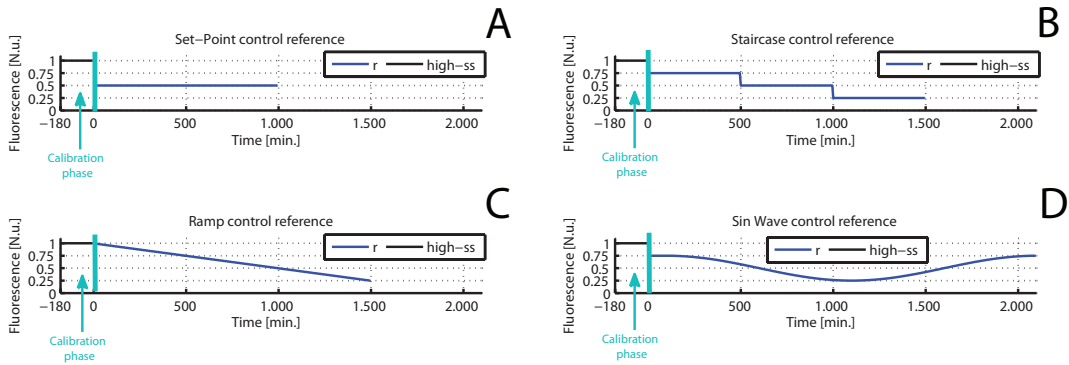 A
Set−Point control reference
Fluorescence [N.u.]
r high−ss
1
0.75
0.5
0.25
0
−180 0 500 1.000 1.500 2.000
Time [min.]
Calibration
phase
B
Staircase control reference
Fluorescence [N.u.]
r high−ss
1
0.75
0.5
0.25
0
−180 0 500 1.000 1.500 2.000
Time [min.]
Calibration
phase
C
Ramp control reference
Fluorescence [N.u.]
r high−ss
1
0.75
0.5
0.25
0
−180 0 500 1.000 1.500 2.000
Time [min.]
Calibration
phase
D
Sin Wave control reference
Fluorescence [N.u.]
r high−ss
1
0.75
0.5
0.25
0
−180 0 500 1.000 1.500 2.000
Time [min.]
Calibration
phase